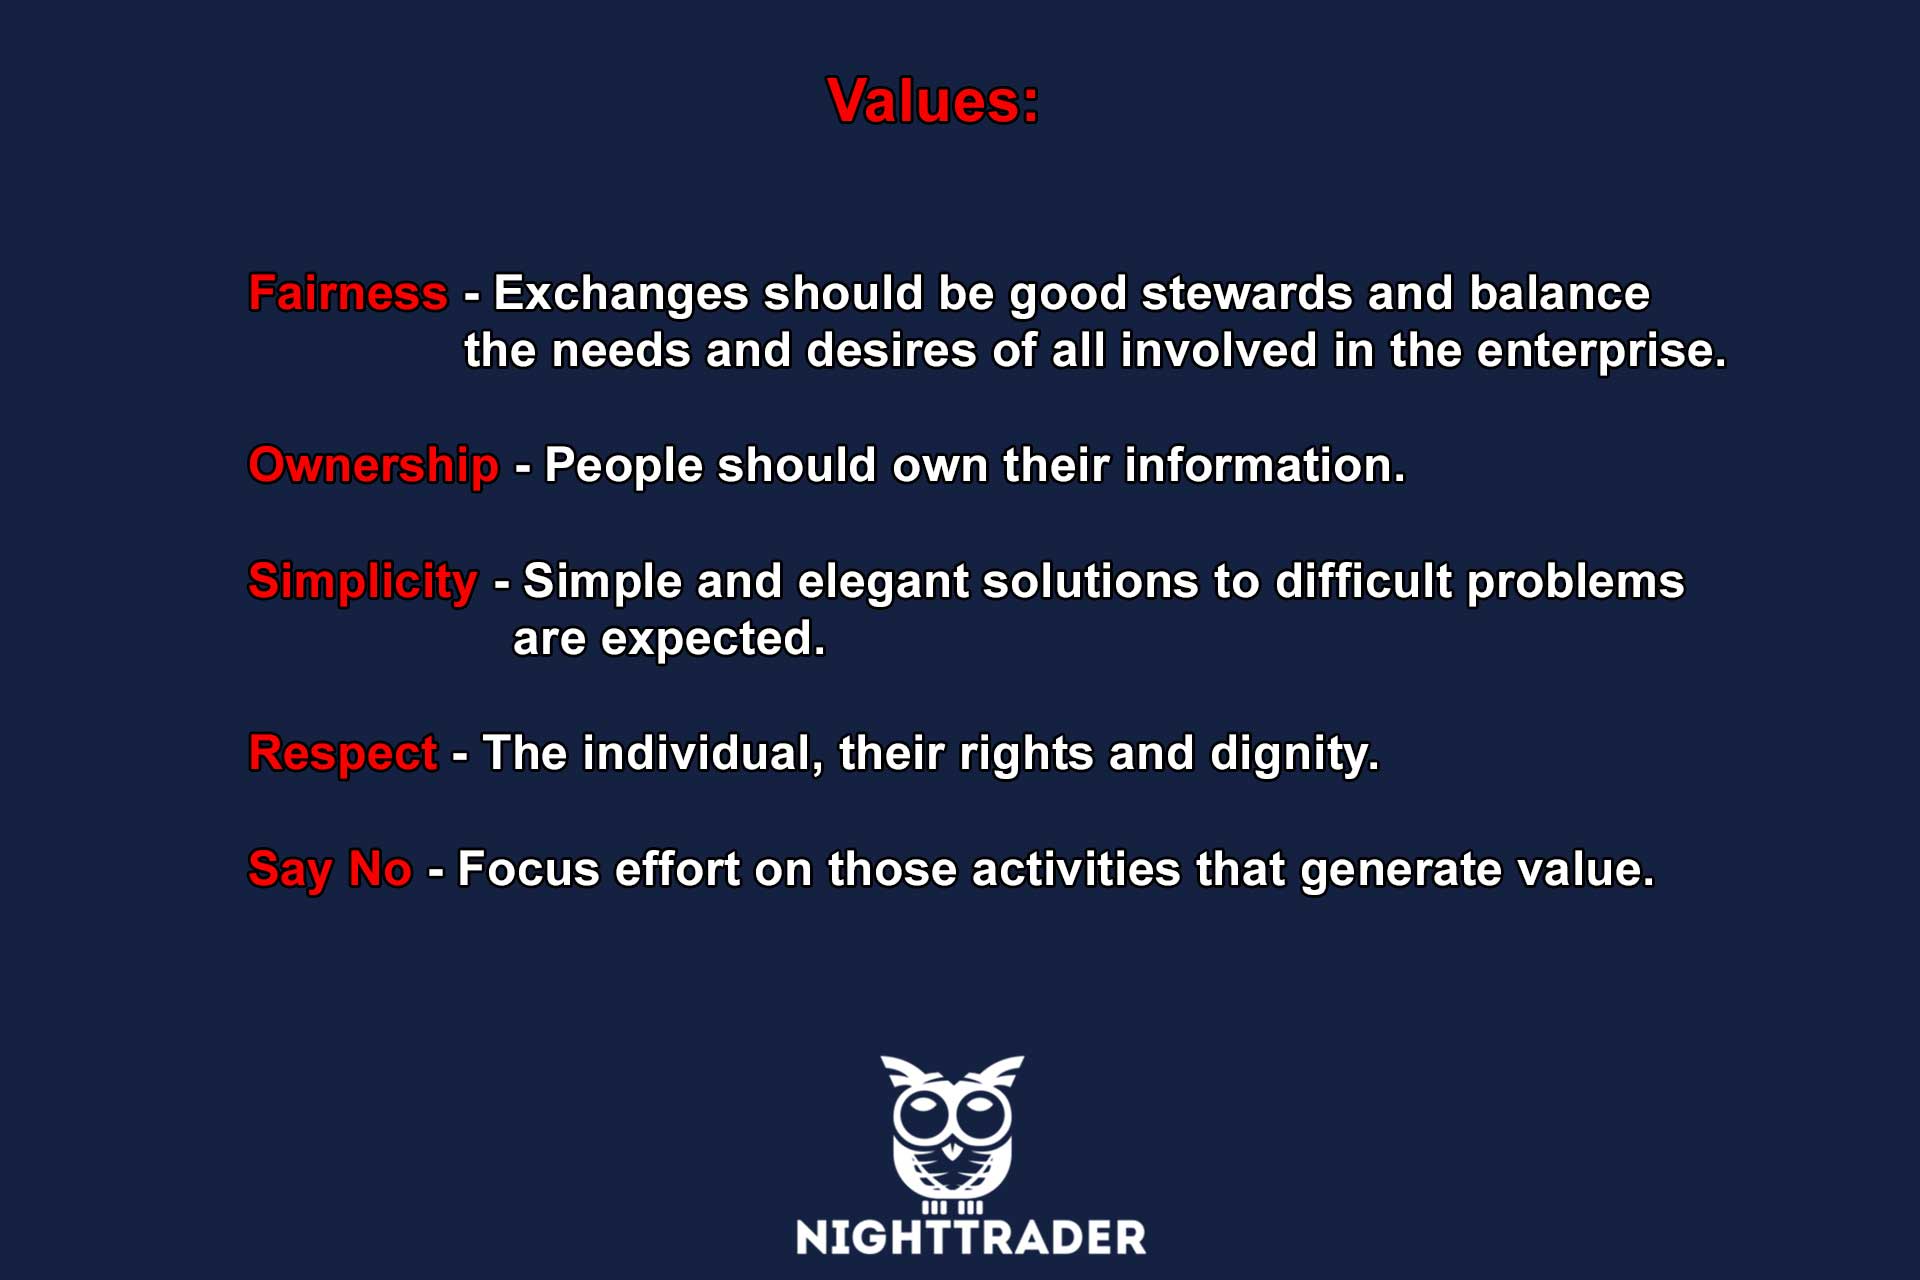 Values:
Fairness - Exchanges should be good stewards and balance
the needs and desires of all involved in the enterprise.
Ownership - People should own their information.
Simplicity - Simple and elegant solutions to difficult problems
are expected.
Respect - The individual, their rights and dignity.
Say No - Focus effort on those activities that generate value.
NIGHTTRADER